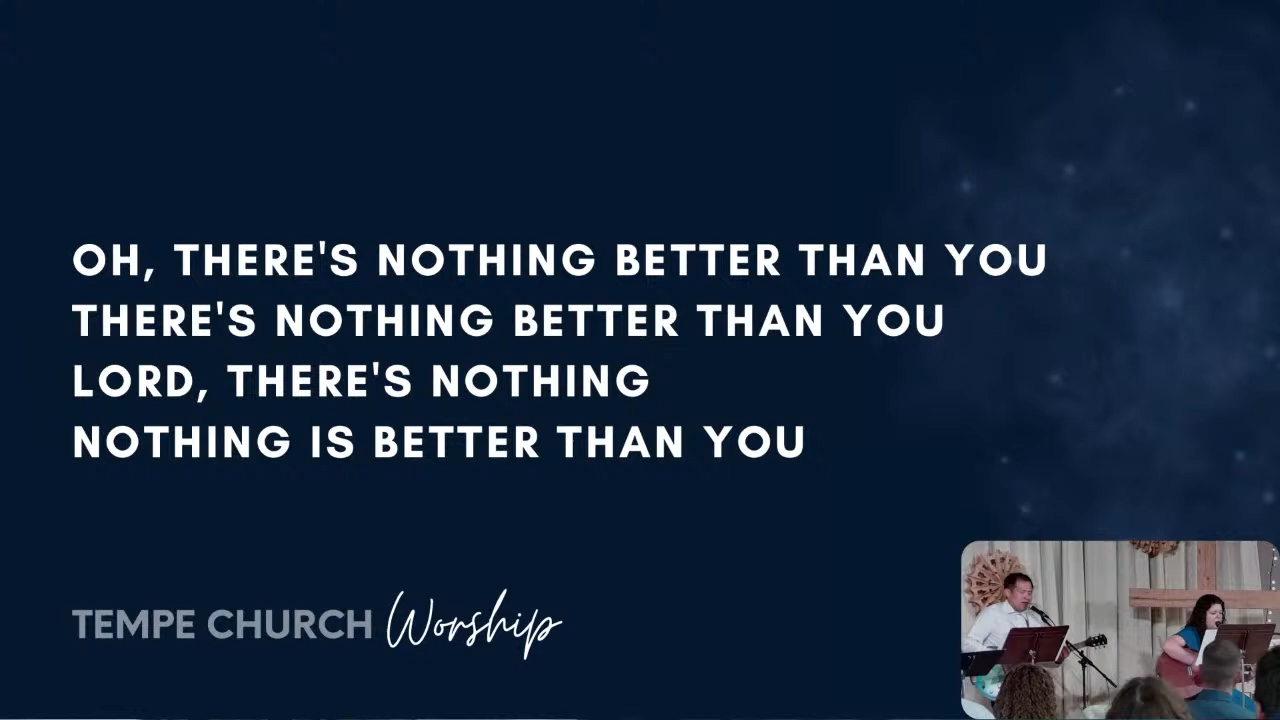 OH, THERE'S NOTHING BETTER THAN YOU
THERE'S NOTHING BETTER THAN YOU
LORD, THERE'S NOTHING
NOTHING IS BETTER THAN YOU
TEMPE CHURCH Worship